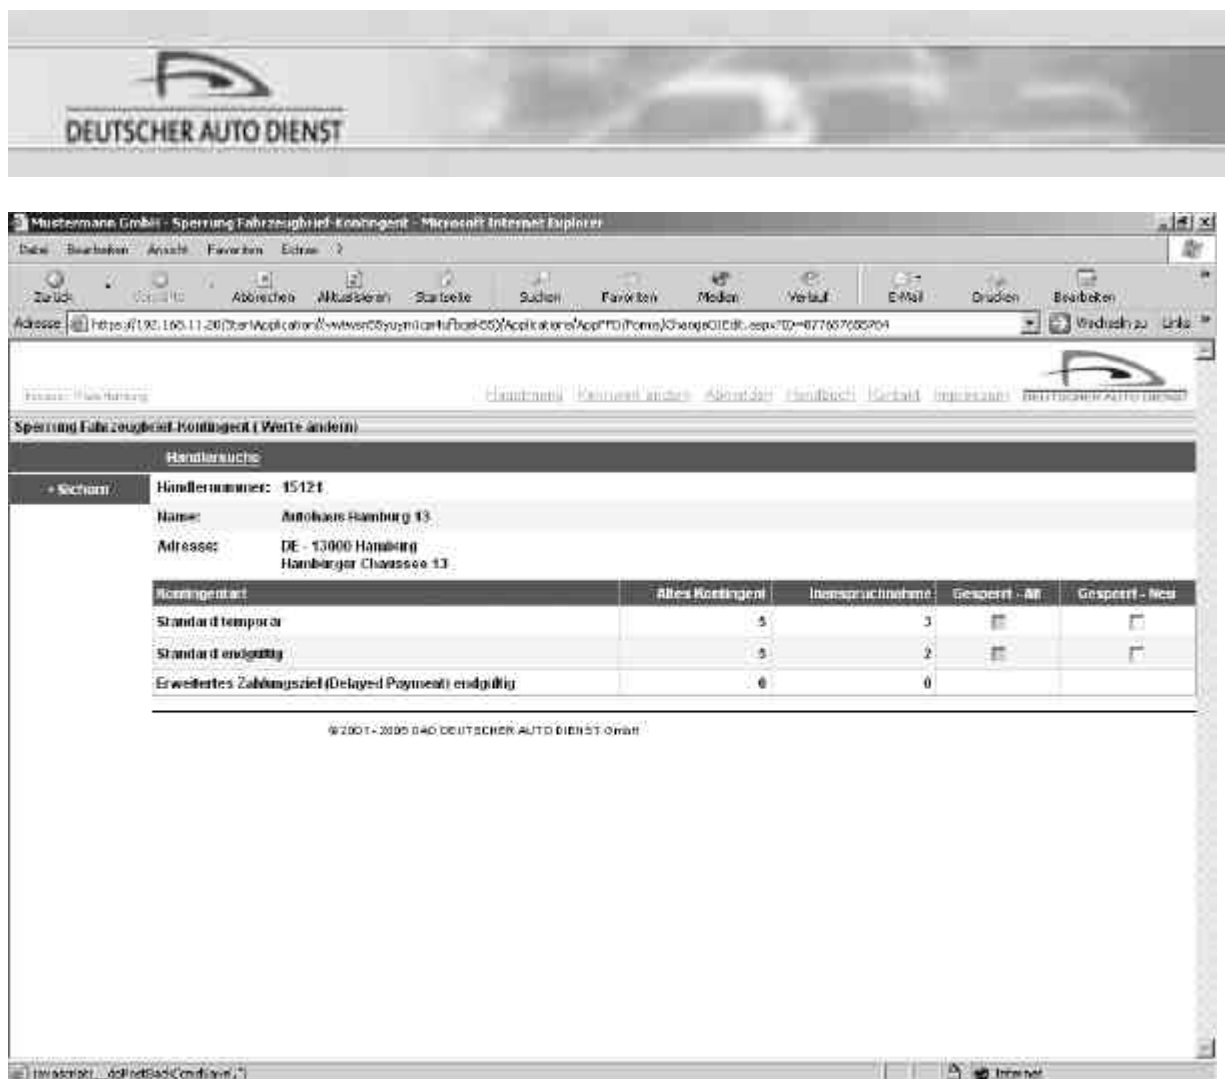 DEUTSCHER AUTO DIENST
Mustermann GmbH - Sperrung Fahrzeugbrief-Kontingent - Microsoft Internet Explorer
Datei Bearbeiten Ansicht Favoriten Extras ?
Zurück Abbrechen Aktualisieren Startseite Suchen Favoriten Medien Verlauf E-Mail Drucken Bearbeiten
Adresse Wechseln zu Links
Hauptmenü Kennwort ändern Abmelden Handbuch Kontakt Impressum DEUTSCHER AUTO DIENST
Sperrung Fahrzeugbrief-Kontingent ( Werte ändern)
Händlersuche
• Sichern
Händlernummer: 15121
Name: Autohaus Hamburg 13
Adresse: DE - 13000 Hamburg
Hamburger Chaussee 13
Kontingentart Altes Kontingent Inanspruchnahme Gesperrt - Alt Gesperrt - Neu
Standard temporär 5 3
Standard endgültig 5 2
Erweitertes Zahlungsziel (Delayed Payment) endgültig 0 0
© 2001 - 2005 DAD DEUTSCHER AUTO DIENST GmbH
Internet